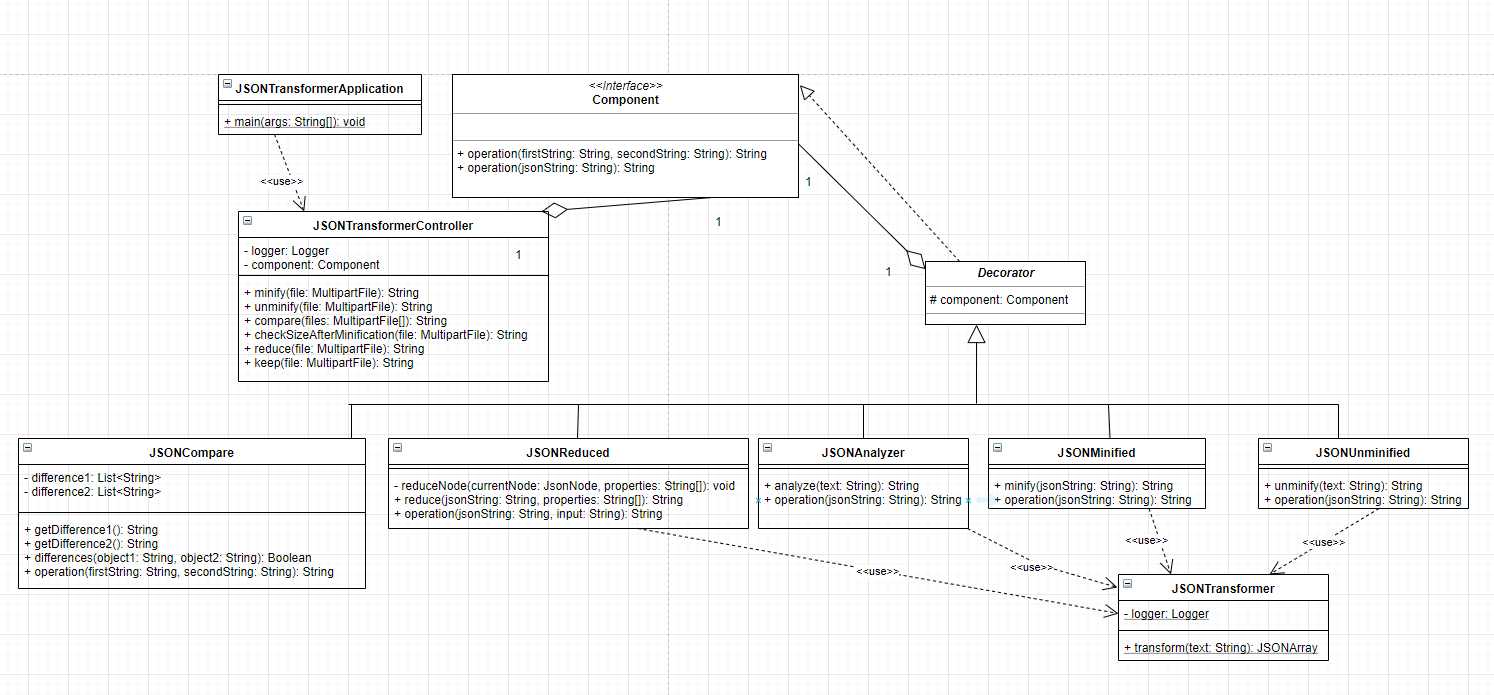 JSONTransformerApplication
+ main(args: String[]): void
<<use>>
<<Interface>>
Component
+ operation(firstString: String, secondString: String): String
+ operation(jsonString: String): String
1
1
1
1
JSONTransformerController
- logger: Logger
- component: Component
+ minify(file: MultipartFile): String
+ unminify(file: MultipartFile): String
+ compare(files: MultipartFile[]): String
+ checkSizeAfterMinification(file: MultipartFile): String
+ reduce(file: MultipartFile): String
+ keep(file: MultipartFile): String
Decorator
# component: Component
JSONCompare
- difference1: List<String>
- difference2: List<String>
+ getDifference1(): String
+ getDifference2(): String
+ differences(object1: String, object2: String): Boolean
+ operation(firstString: String, secondString: String): String
JSONReduced
- reduceNode(currentNode: JsonNode, properties: String[]): void
+ reduce(jsonString: String, properties: String[]): String
+ operation(jsonString: String, input: String): String
JSONAnalyzer
+ analyze(text: String): String
+ operation(jsonString: String): String
JSONMinified
+ minify(jsonString: String): String
+ operation(jsonString: String): String
JSONUnminified
+ unminify(text: String): String
+ operation(jsonString: String): String
<<use>>
<<use>>
<<use>>
<<use>>
JSONTransformer
- logger: Logger
+ transform(text: String): JSONArray